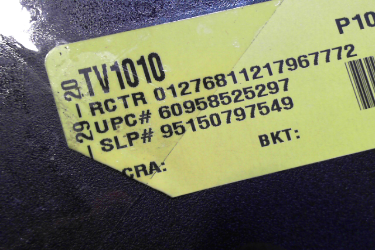 TV1010
P10
29-20
- RCTR 01276811217967772
UPC# 60958525297
- SLP# 95150797549
CRA:
BKT: